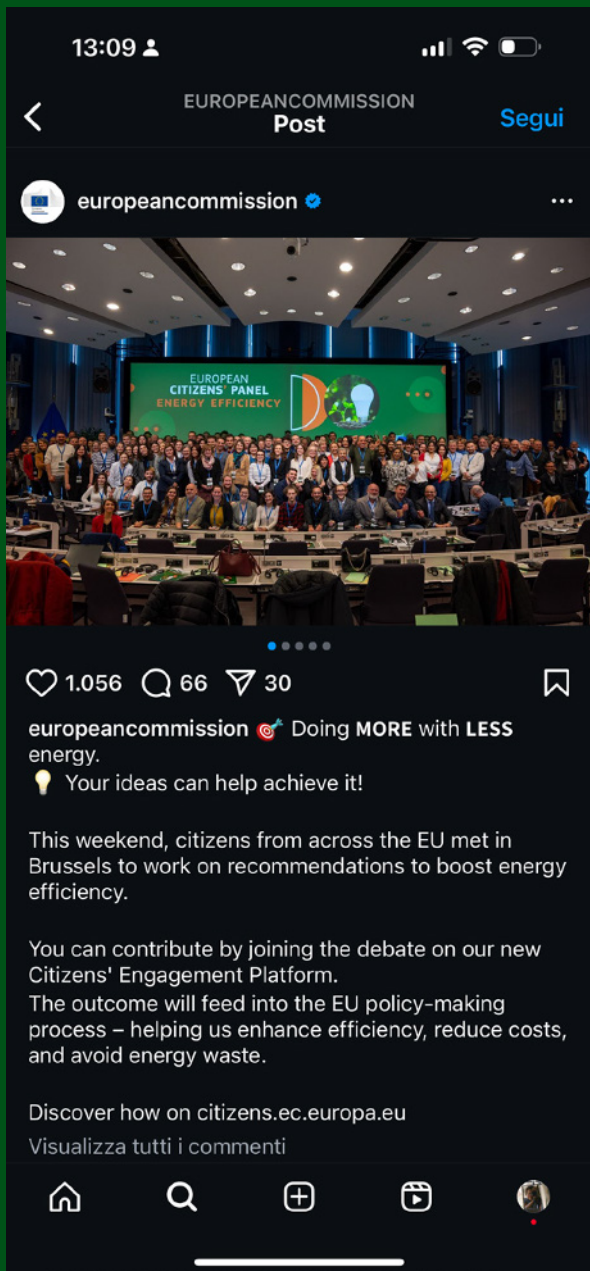 13:09
EUROPEANCOMMISSION
Post
Segui
europeancommission
EUROPEAN
CITIZENS' PANEL
ENERGY EFFICIENCY
1.056
66
30
europeancommission 🎯 Doing MORE with LESS
energy.
💡 Your ideas can help achieve it!
This weekend, citizens from across the EU met in
Brussels to work on recommendations to boost energy
efficiency.
You can contribute by joining the debate on our new
Citizens' Engagement Platform.
The outcome will feed into the EU policy-making
process – helping us enhance efficiency, reduce costs,
and avoid energy waste.
Discover how on citizens.ec.europa.eu
Visualizza tutti i commenti